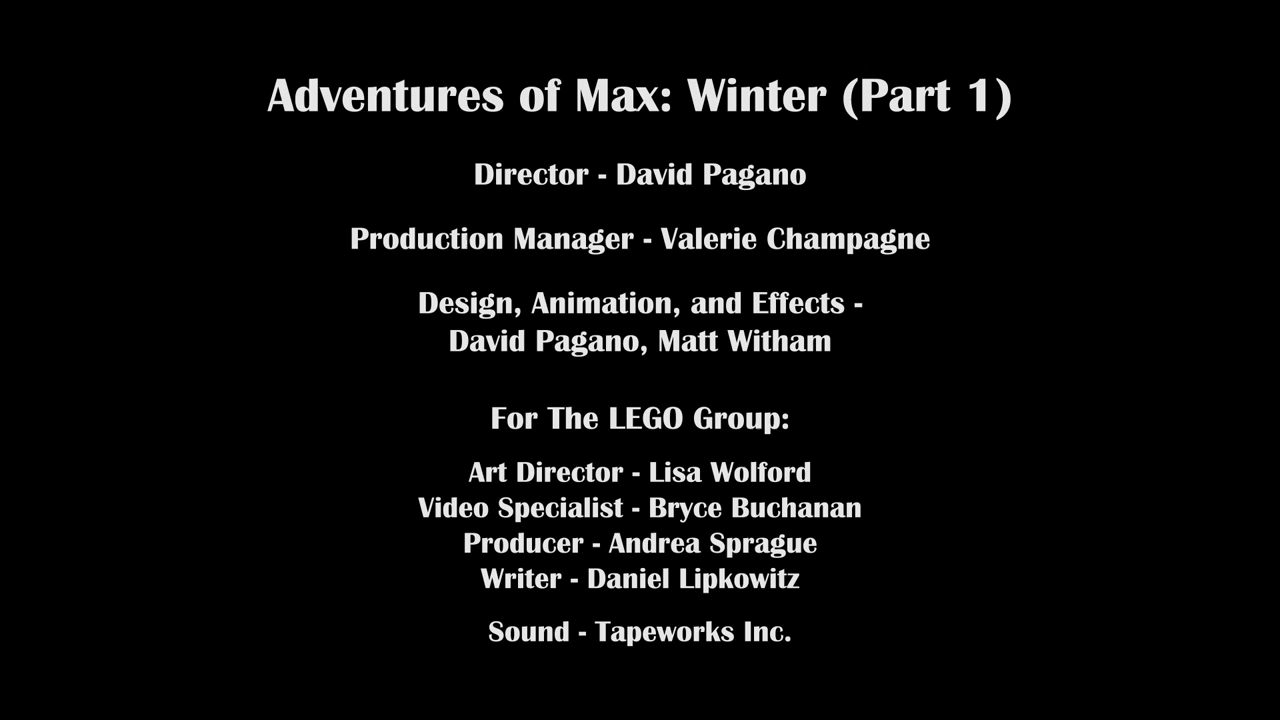 Adventures of Max: Winter (Part 1)
Director - David Pagano
Production Manager - Valerie Champagne
Design, Animation, and Effects -
David Pagano, Matt Witham
For The LEGO Group:
Art Director - Lisa Wolford
Video Specialist - Bryce Buchanan
Producer - Andrea Sprague
Writer - Daniel Lipkowitz
Sound - Tapeworks Inc.